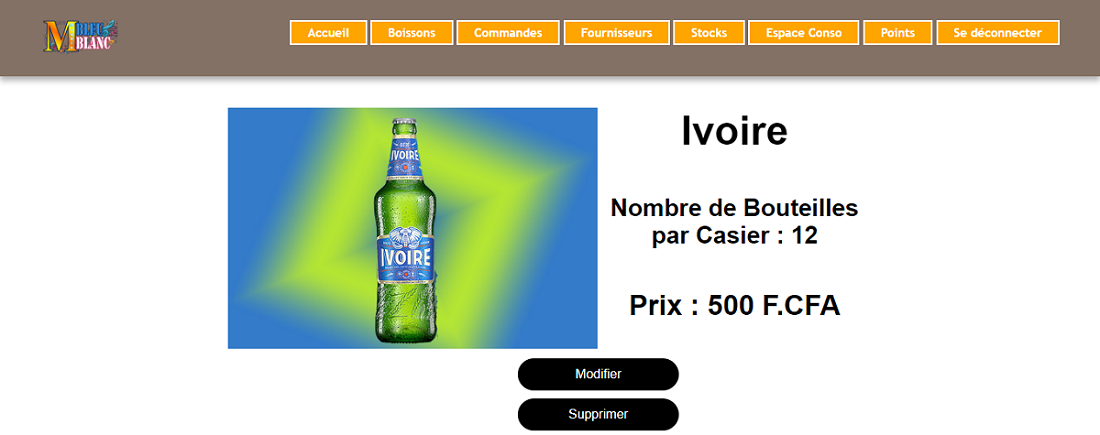 M BLEU
BLANC
Accueil Boissons Commandes Fournisseurs Stocks Espace Conso Points Se déconnecter
Ivoire
IVOIRE
IVOIRE
Nombre de Bouteilles
par Casier : 12
Prix : 500 F.CFA
Modifier
Supprimer